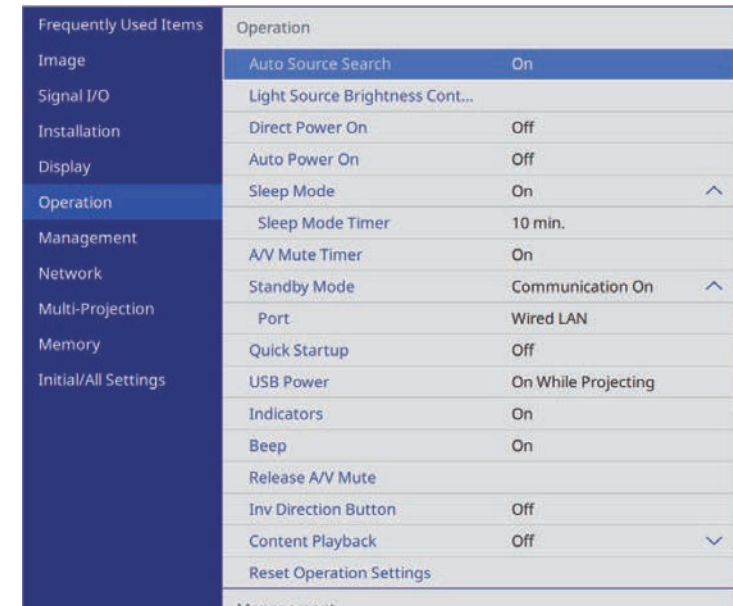 Frequently Used Items
Image
Signal I/O
Installation
Display
Operation
Management
Network
Multi-Projection
Memory
Initial/All Settings
Operation
Auto Source Search On
Light Source Brightness Cont...
Direct Power On Off
Auto Power On Off
Sleep Mode On
Sleep Mode Timer 10 min.
A/V Mute Timer On
Standby Mode Communication On
Port Wired LAN
Quick Startup Off
USB Power On While Projecting
Indicators On
Beep On
Release A/V Mute
Inv Direction Button Off
Content Playback Off
Reset Operation Settings
Management